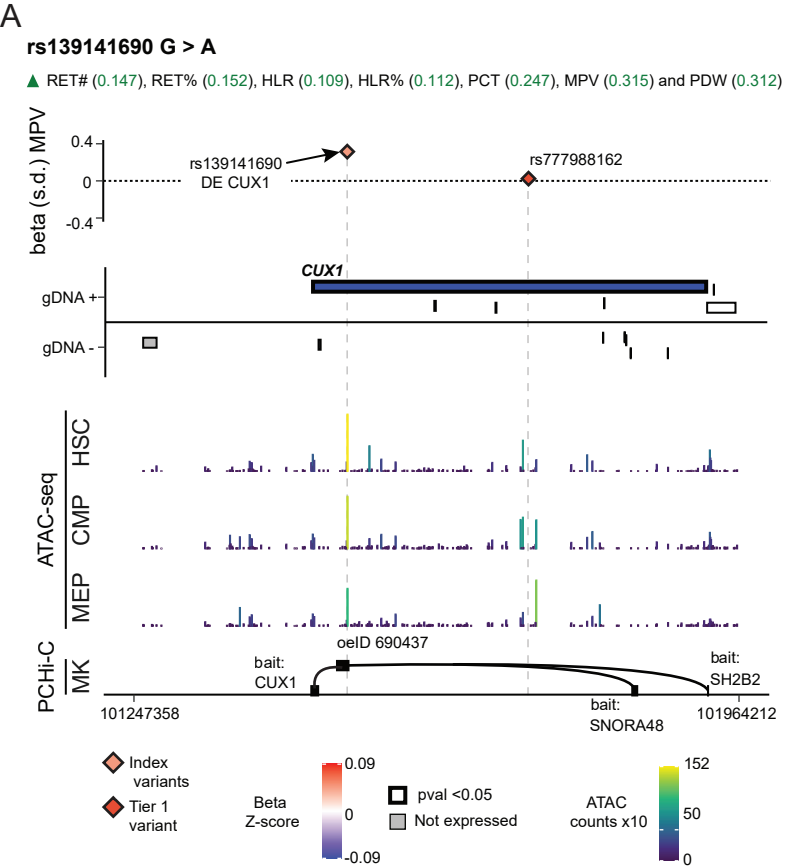 A
rs139141690 G > A
▲ RET# (0.147), RET% (0.152), HLR (0.109), HLR% (0.112), PCT (0.247), MPV (0.315) and PDW (0.312)
beta (s.d.) MPV
0.4
0
-0.4
rs139141690
DE CUX1
rs777988162
CUX1
gDNA +
gDNA -
ATAC-seq
HSC
CMP
MEP
PCHi-C
MK
oeID 690437
bait:
CUX1
bait:
SH2B2
bait:
SNORA48
101247358
101964212
Index
variants
Tier 1
variant
Beta
Z-score
0.09
0
-0.09
pval <0.05
Not expressed
ATAC
counts x10
152
50
0